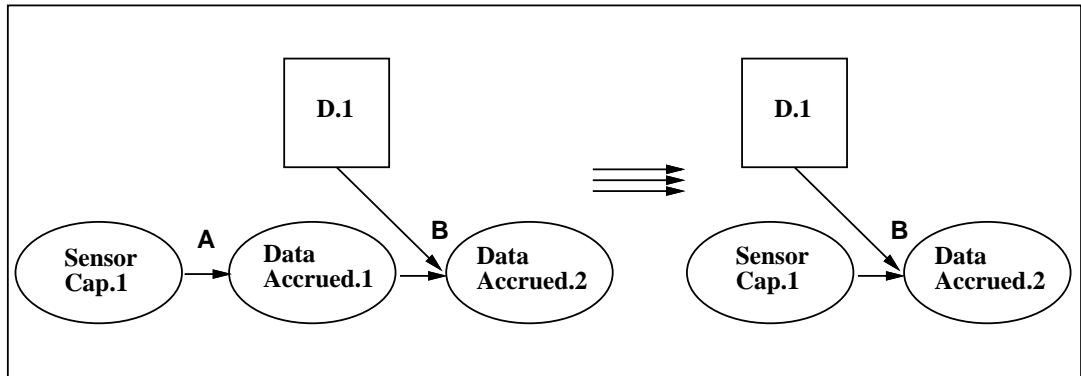 D.1
A
B
Sensor
Cap.1
Data
Accrued.1
Data
Accrued.2
D.1
B
Sensor
Cap.1
Data
Accrued.2